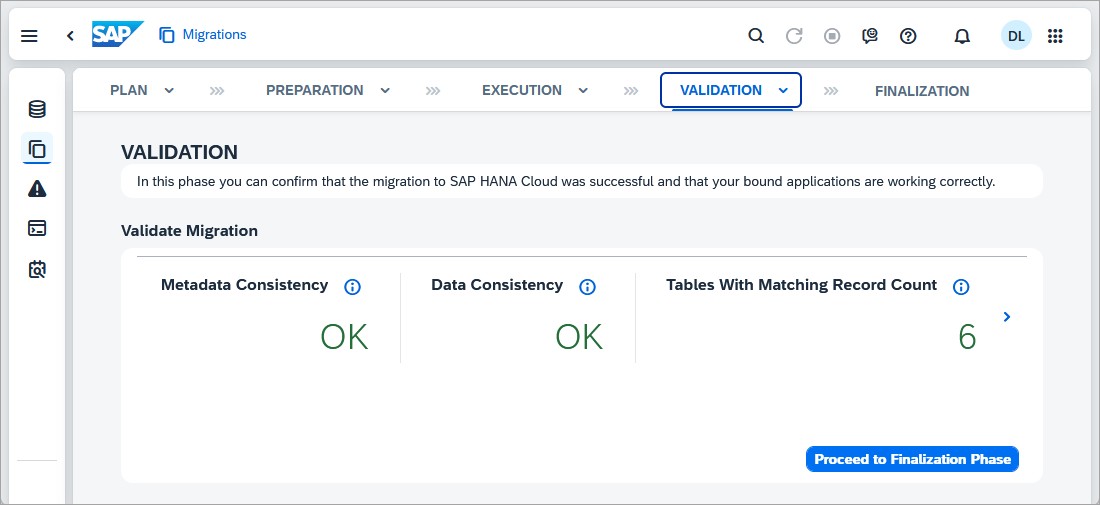 SAP Migrations DL
PLAN PREPARATION EXECUTION VALIDATION FINALIZATION
VALIDATION
In this phase you can confirm that the migration to SAP HANA Cloud was successful and that your bound applications are working correctly.
Validate Migration
Metadata Consistency Data Consistency Tables With Matching Record Count
OK OK 6
Proceed to Finalization Phase